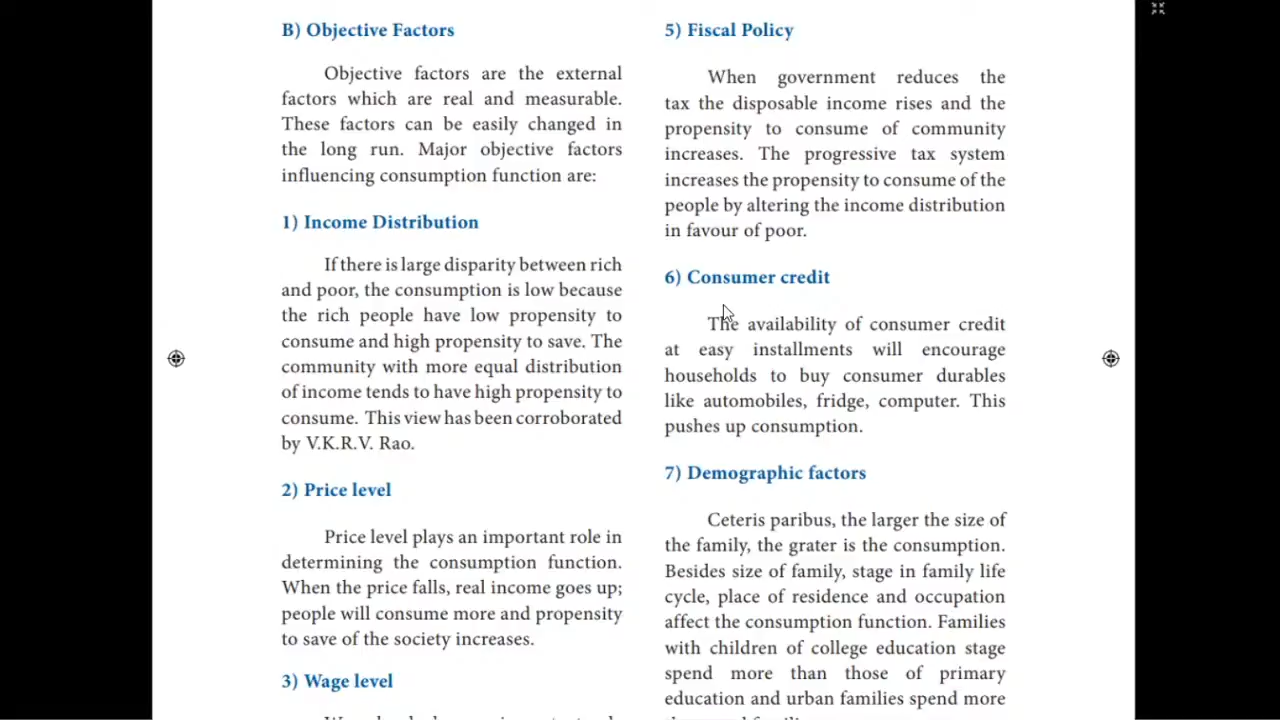 B) Objective Factors
Objective factors are the external
factors which are real and measurable.
These factors can be easily changed in
the long run. Major objective factors
influencing consumption function are:
1) Income Distribution
If there is large disparity between rich
and poor, the consumption is low because
the rich people have low propensity to
consume and high propensity to save. The
community with more equal distribution
of income tends to have high propensity to
consume. This view has been corroborated
by V.K.R.V. Rao.
2) Price level
Price level plays an important role in
determining the consumption function.
When the price falls, real income goes up;
people will consume more and propensity
to save of the society increases.
3) Wage level
5) Fiscal Policy
When government reduces the
tax the disposable income rises and the
propensity to consume of community
increases. The progressive tax system
increases the propensity to consume of the
people by altering the income distribution
in favour of poor.
6) Consumer credit
The availability of consumer credit
at easy installments will encourage
households to buy consumer durables
like automobiles, fridge, computer. This
pushes up consumption.
7) Demographic factors
Ceteris paribus, the larger the size of
the family, the grater is the consumption.
Besides size of family, stage in family life
cycle, place of residence and occupation
affect the consumption function. Families
with children of college education stage
spend more than those of primary
education and urban families spend more